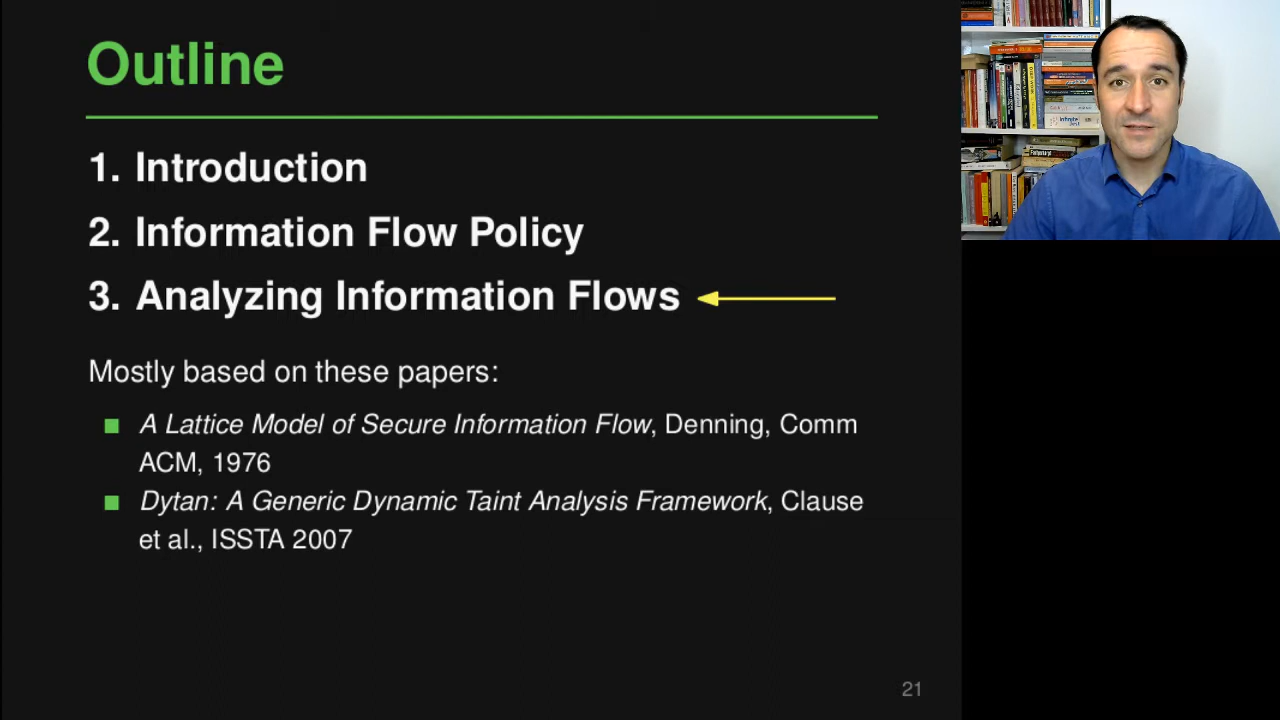 Outline
1. Introduction
2. Information Flow Policy
3. Analyzing Information Flows
Mostly based on these papers:
A Lattice Model of Secure Information Flow, Denning, Comm
ACM, 1976
Dytan: A Generic Dynamic Taint Analysis Framework, Clause
et al., ISSTA 2007
21
infinite
jest